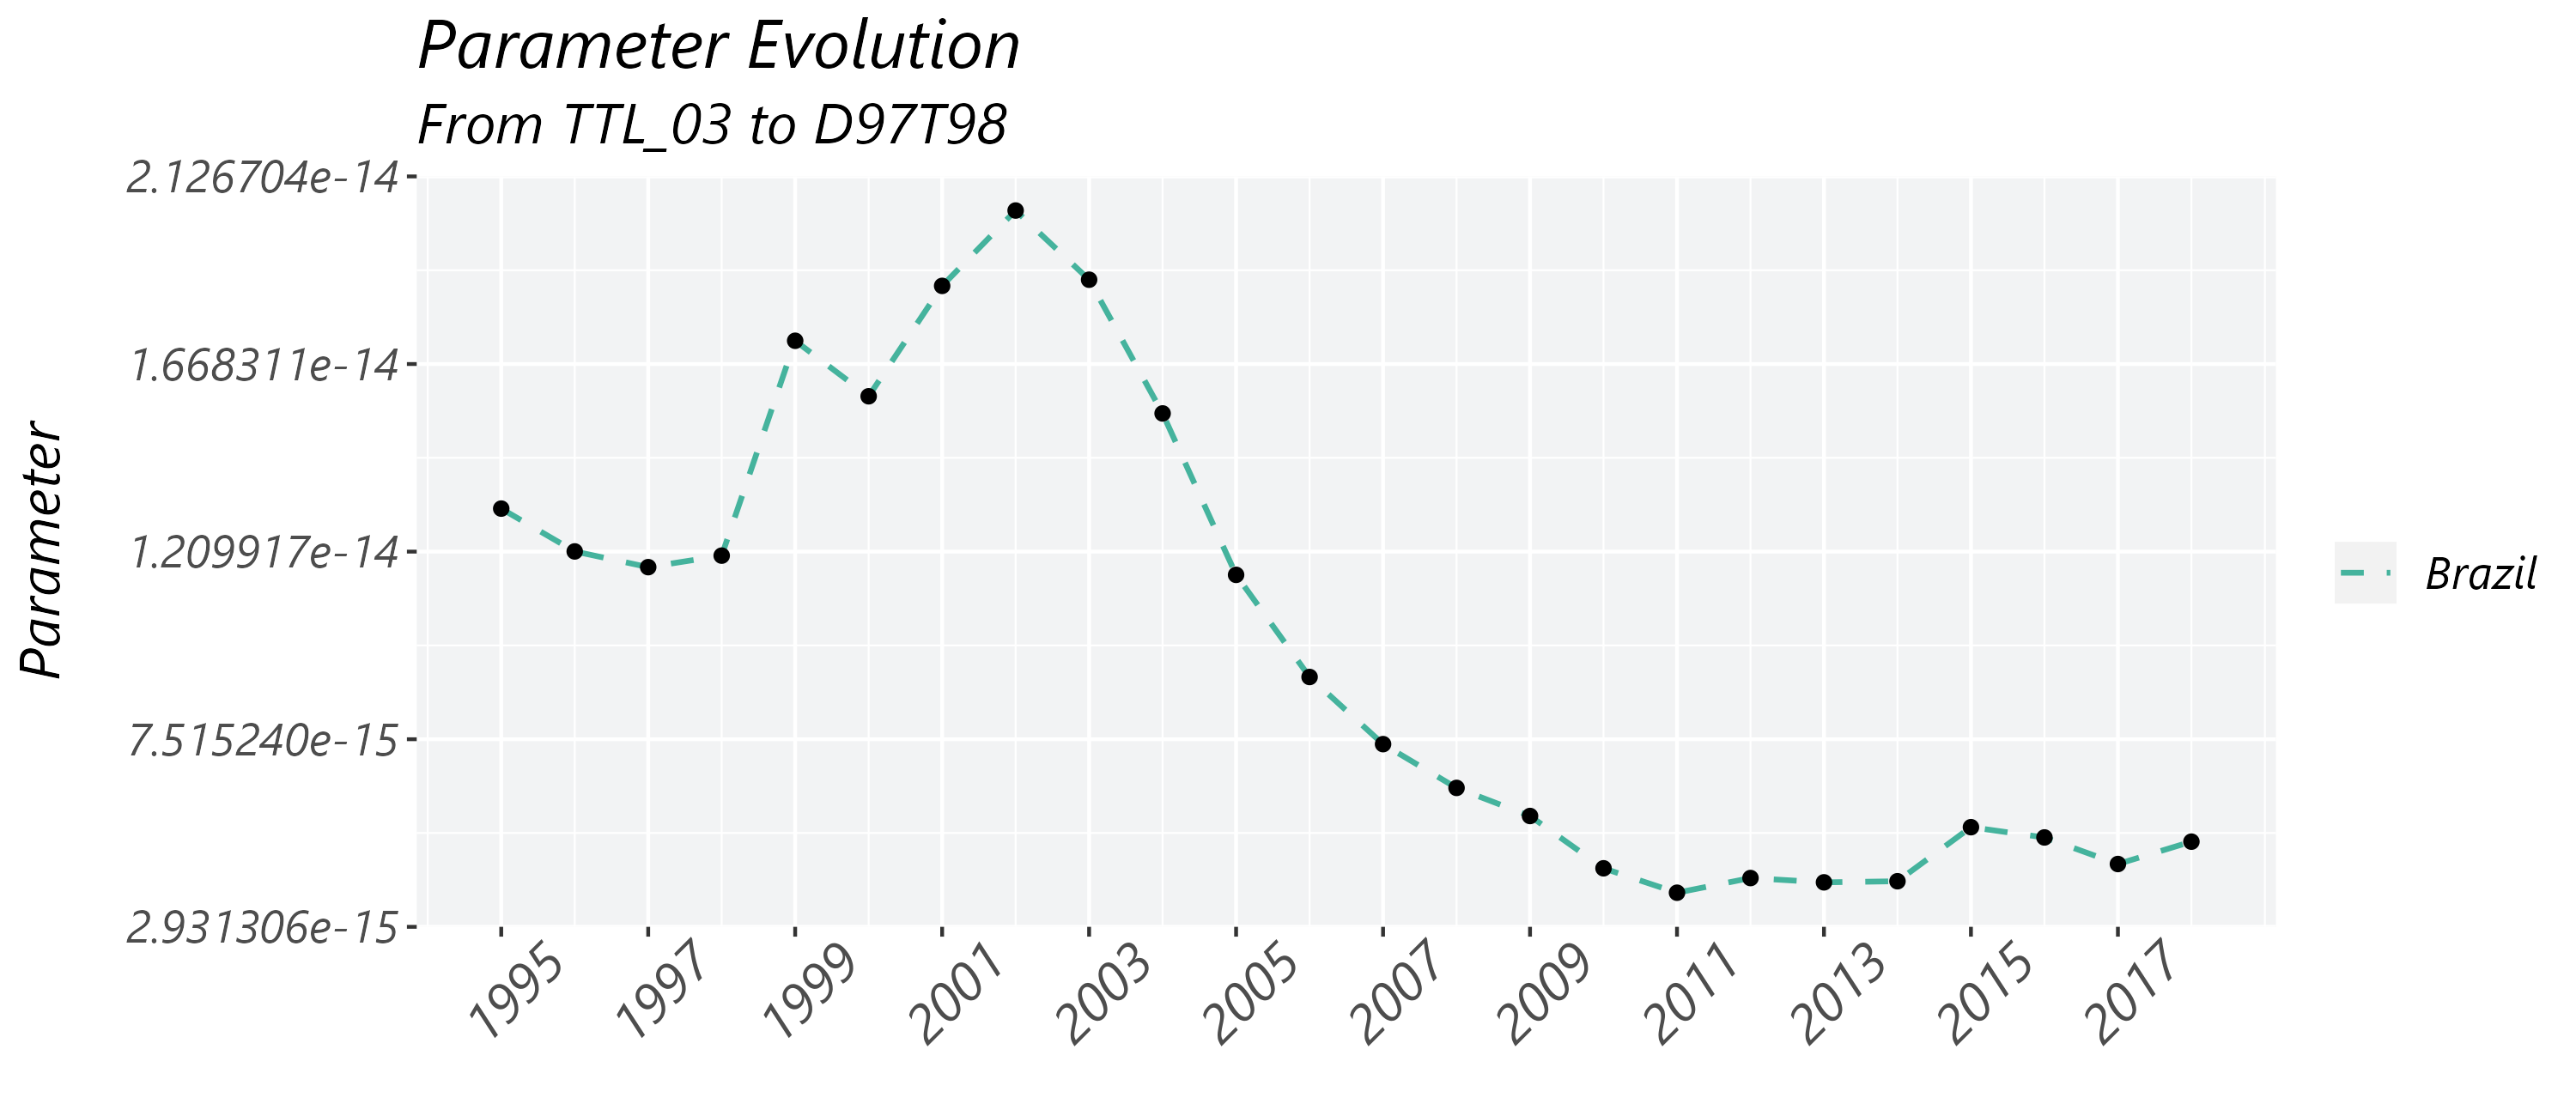 Parameter Evolution
From TTL_03 to D97T98
2.126704e-14
1.668311e-14
1.209917e-14
7.515240e-15
2.931306e-15
Parameter
1995
1997
1999
2001
2003
2005
2007
2009
2011
2013
2015
2017
Brazil